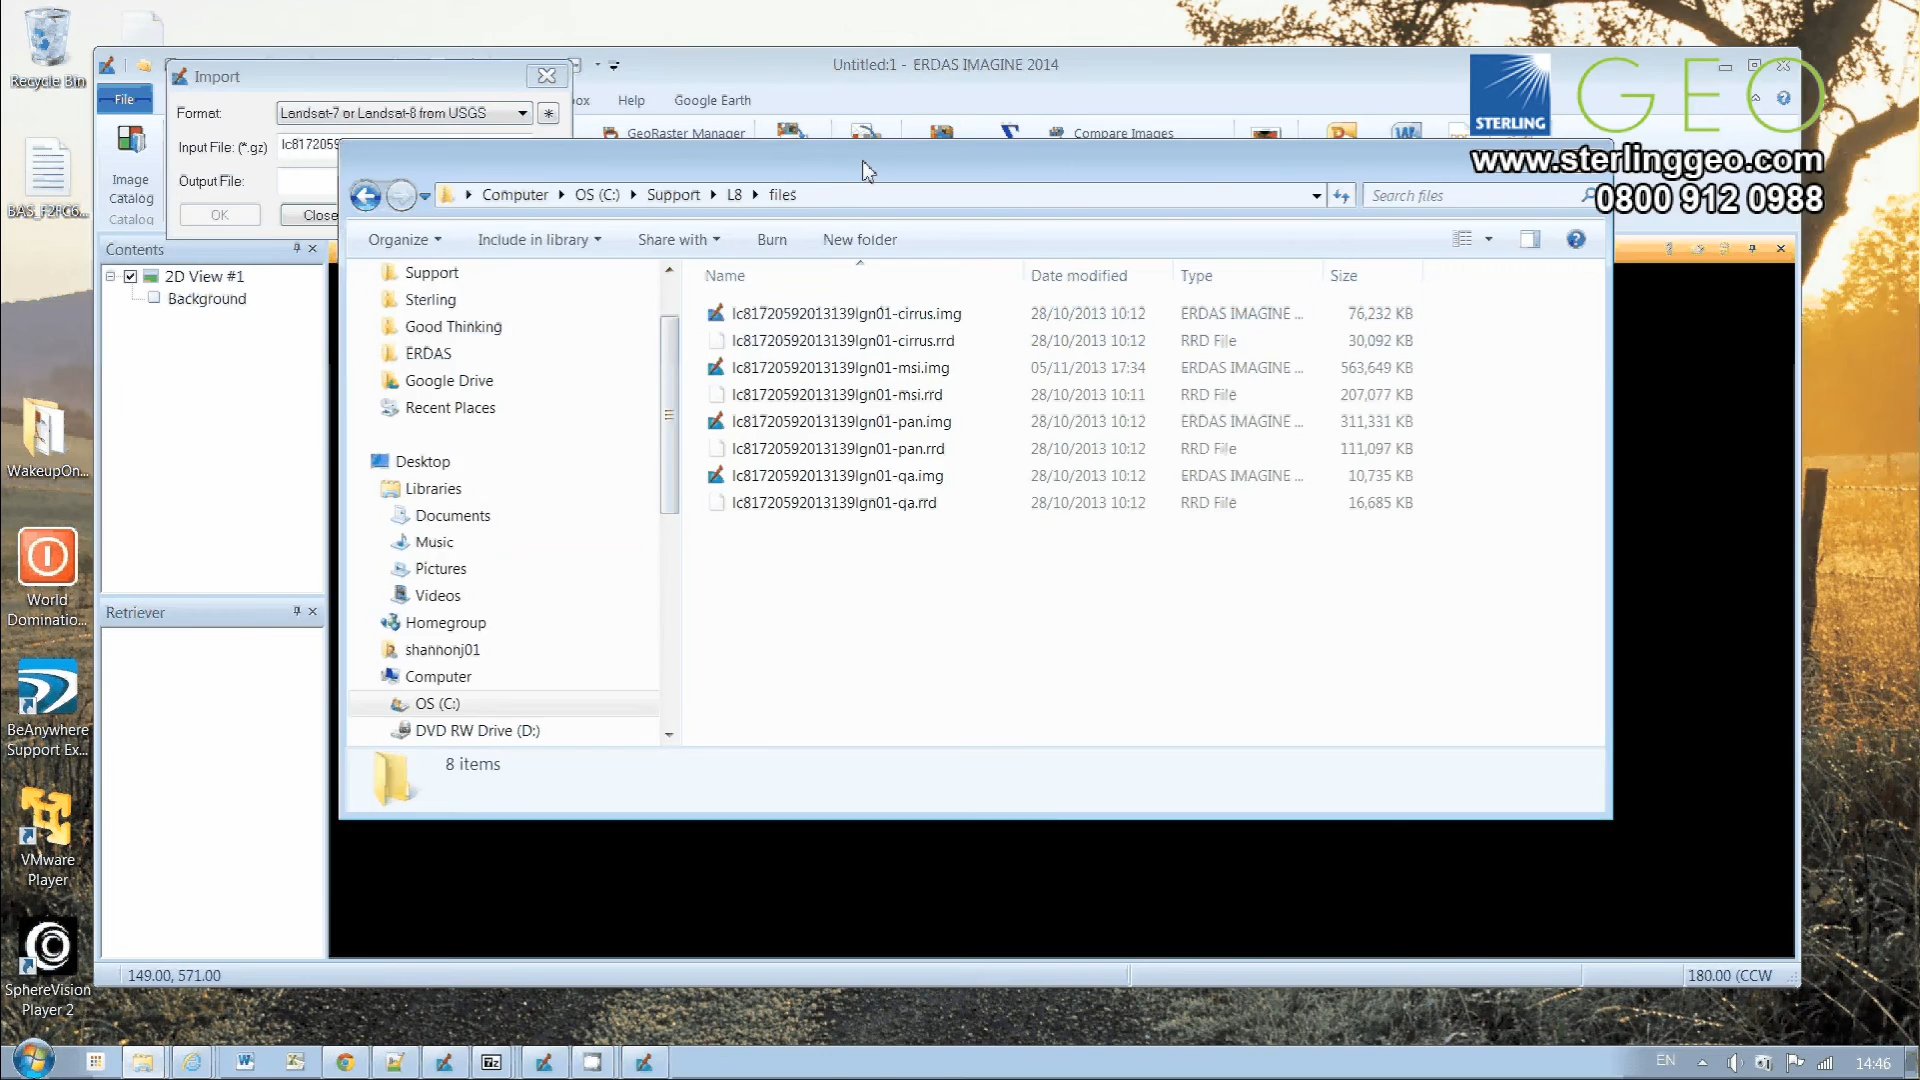 Recycle Bin
BAS_F2FC6...
WakeupOn...
World
Dominatio...
BeAnywhere
Support Ex...
VMware
Player
SphereVision
Player 2
Untitled:1 - ERDAS IMAGINE 2014
File
Help
Google Earth
GeoRaster Manager
Compare Images
Image
Catalog
Catalog
Import
Format:
Landsat-7 or Landsat-8 from USGS
Input File: (*.gz)
lc8172059
Output File:
OK
Close
STERLING
GEO
www.sterlinggeo.com
0800 912 0988
Contents
2D View #1
Background
Retriever
149.00, 571.00
180.00 (CCW
Computer
OS (C:)
Support
L8
files
Search files
Organize
Include in library
Share with
Burn
New folder
Support
Sterling
Good Thinking
ERDAS
Google Drive
Recent Places
Desktop
Libraries
Documents
Music
Pictures
Videos
Homegroup
shannonj01
Computer
OS (C:)
DVD RW Drive (D:)
Name Date modified Type Size
lc81720592013139lgn01-cirrus.img 28/10/2013 10:12 ERDAS IMAGINE ... 76,232 KB
lc81720592013139lgn01-cirrus.rrd 28/10/2013 10:12 RRD File 30,092 KB
lc81720592013139lgn01-msi.img 05/11/2013 17:34 ERDAS IMAGINE ... 563,649 KB
lc81720592013139lgn01-msi.rrd 28/10/2013 10:11 RRD File 207,077 KB
lc81720592013139lgn01-pan.img 28/10/2013 10:12 ERDAS IMAGINE ... 311,331 KB
lc81720592013139lgn01-pan.rrd 28/10/2013 10:12 RRD File 111,097 KB
lc81720592013139lgn01-qa.img 28/10/2013 10:12 ERDAS IMAGINE ... 10,735 KB
lc81720592013139lgn01-qa.rrd 28/10/2013 10:12 RRD File 16,685 KB
8 items
EN
14:46